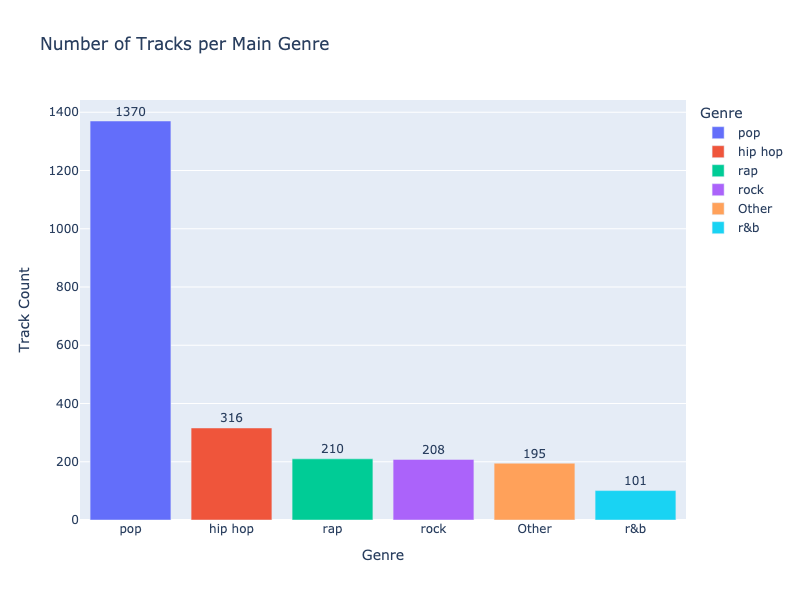 Number of Tracks per Main Genre
1370
316
210
208
195
101
1400
1200
1000
800
600
400
200
0
Track Count
pop
hip hop
rap
rock
Other
r&b
Genre
Genre
pop
hip hop
rap
rock
Other
r&b